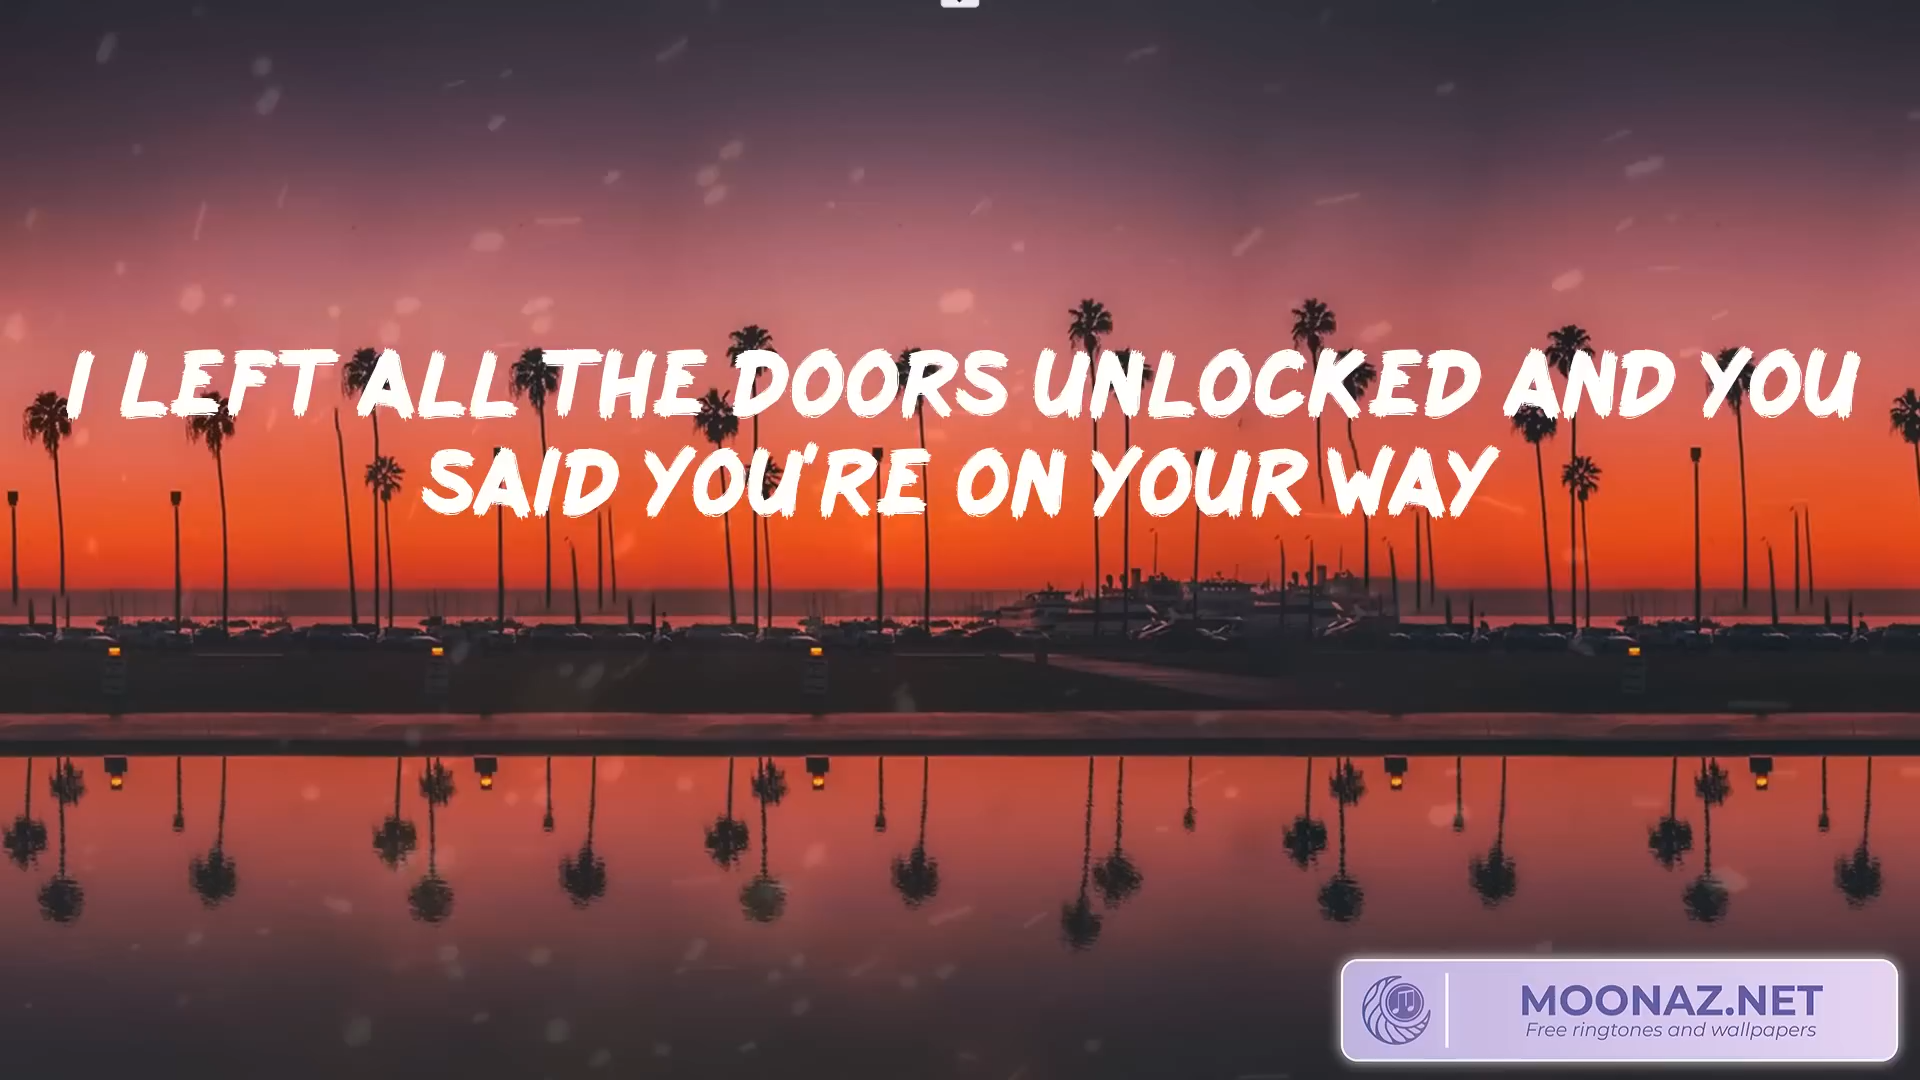 I LEFT ALL THE DOORS UNLOCKED AND YOU
SAID YOU'RE ON YOUR WAY
MOONAZ.NET
Free ringtones and wallpapers